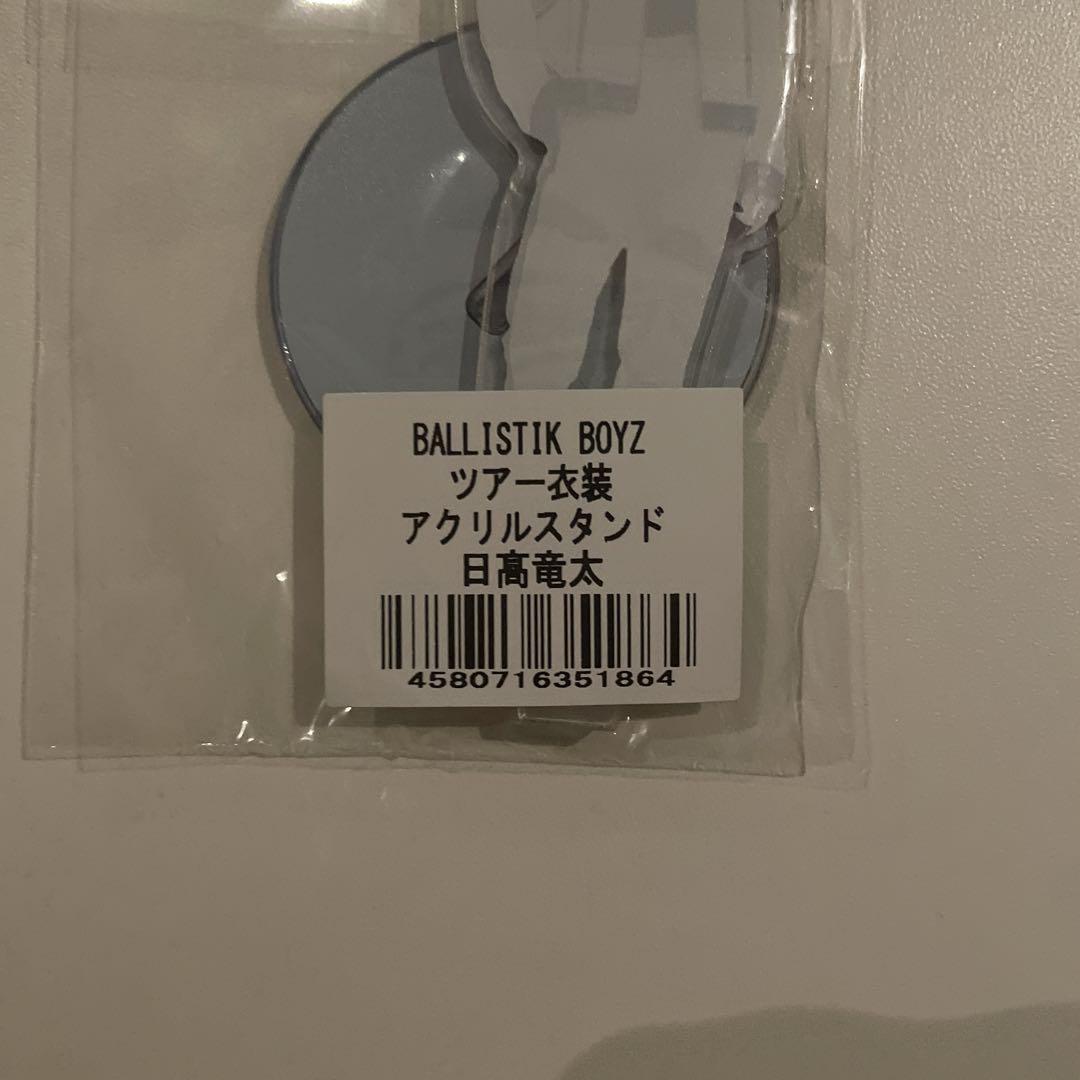 BALLISTIK BOYZ
ツアー衣装
アクリルスタンド
日髙竜太
4580716351864